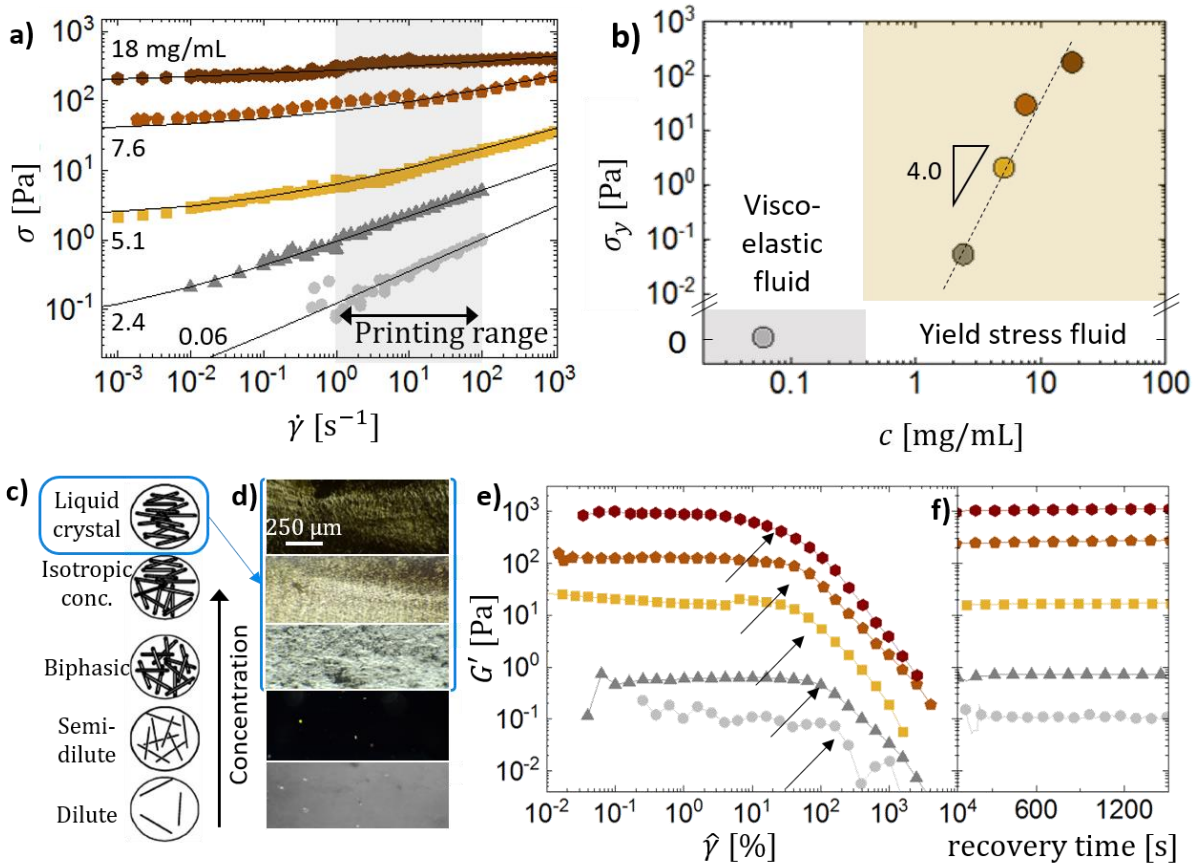 a)
10³
10²
10¹
10⁰
10⁻¹
σ [Pa]
18 mg/mL
7.6
5.1
2.4
0.06
Printing range
10⁻³ 10⁻² 10⁻¹ 10⁰ 10¹ 10² 10³
γ̇ [s⁻¹]
b)
10³
10²
10¹
10⁰
10⁻¹
10⁻²
0
σy [Pa]
4.0
Visco-
elastic
fluid
Yield stress fluid
0.1 1 10 100
c [mg/mL]
c)
Liquid
crystal
Isotropic
conc.
Biphasic
Semi-
dilute
Dilute
Concentration
d)
250 μm
e)
10³
10²
10¹
10⁰
10⁻¹
10⁻²
G′ [Pa]
10⁻² 10⁻¹ 10⁰ 10¹ 10² 10³ 10⁴
γ̂ [%]
f)
600 1200
recovery time [s]